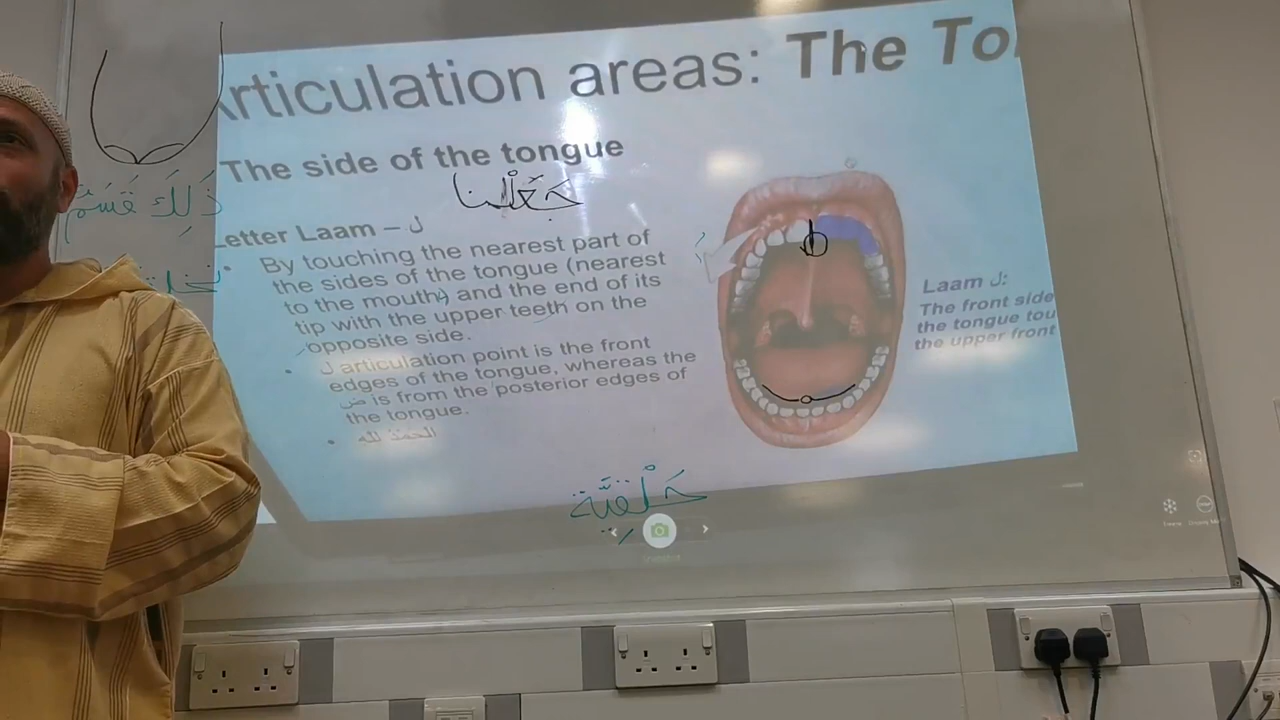 Articulation areas: The To
The side of the tongue
جَعَلْنا
ذَلِكَ قَسَمٌ
Letter Laam – ل
• By touching the nearest part of
the sides of the tongue (nearest
to the mouth) and the end of its
tip with the upper teeth on the
opposite side.
• ل articulation point is the front
edges of the tongue, whereas the
ض is from the posterior edges of
the tongue.
• الحمد لله
Laam ل:
The front side
the tongue tou
the upper front
حَلْقِيَّة
Freeze